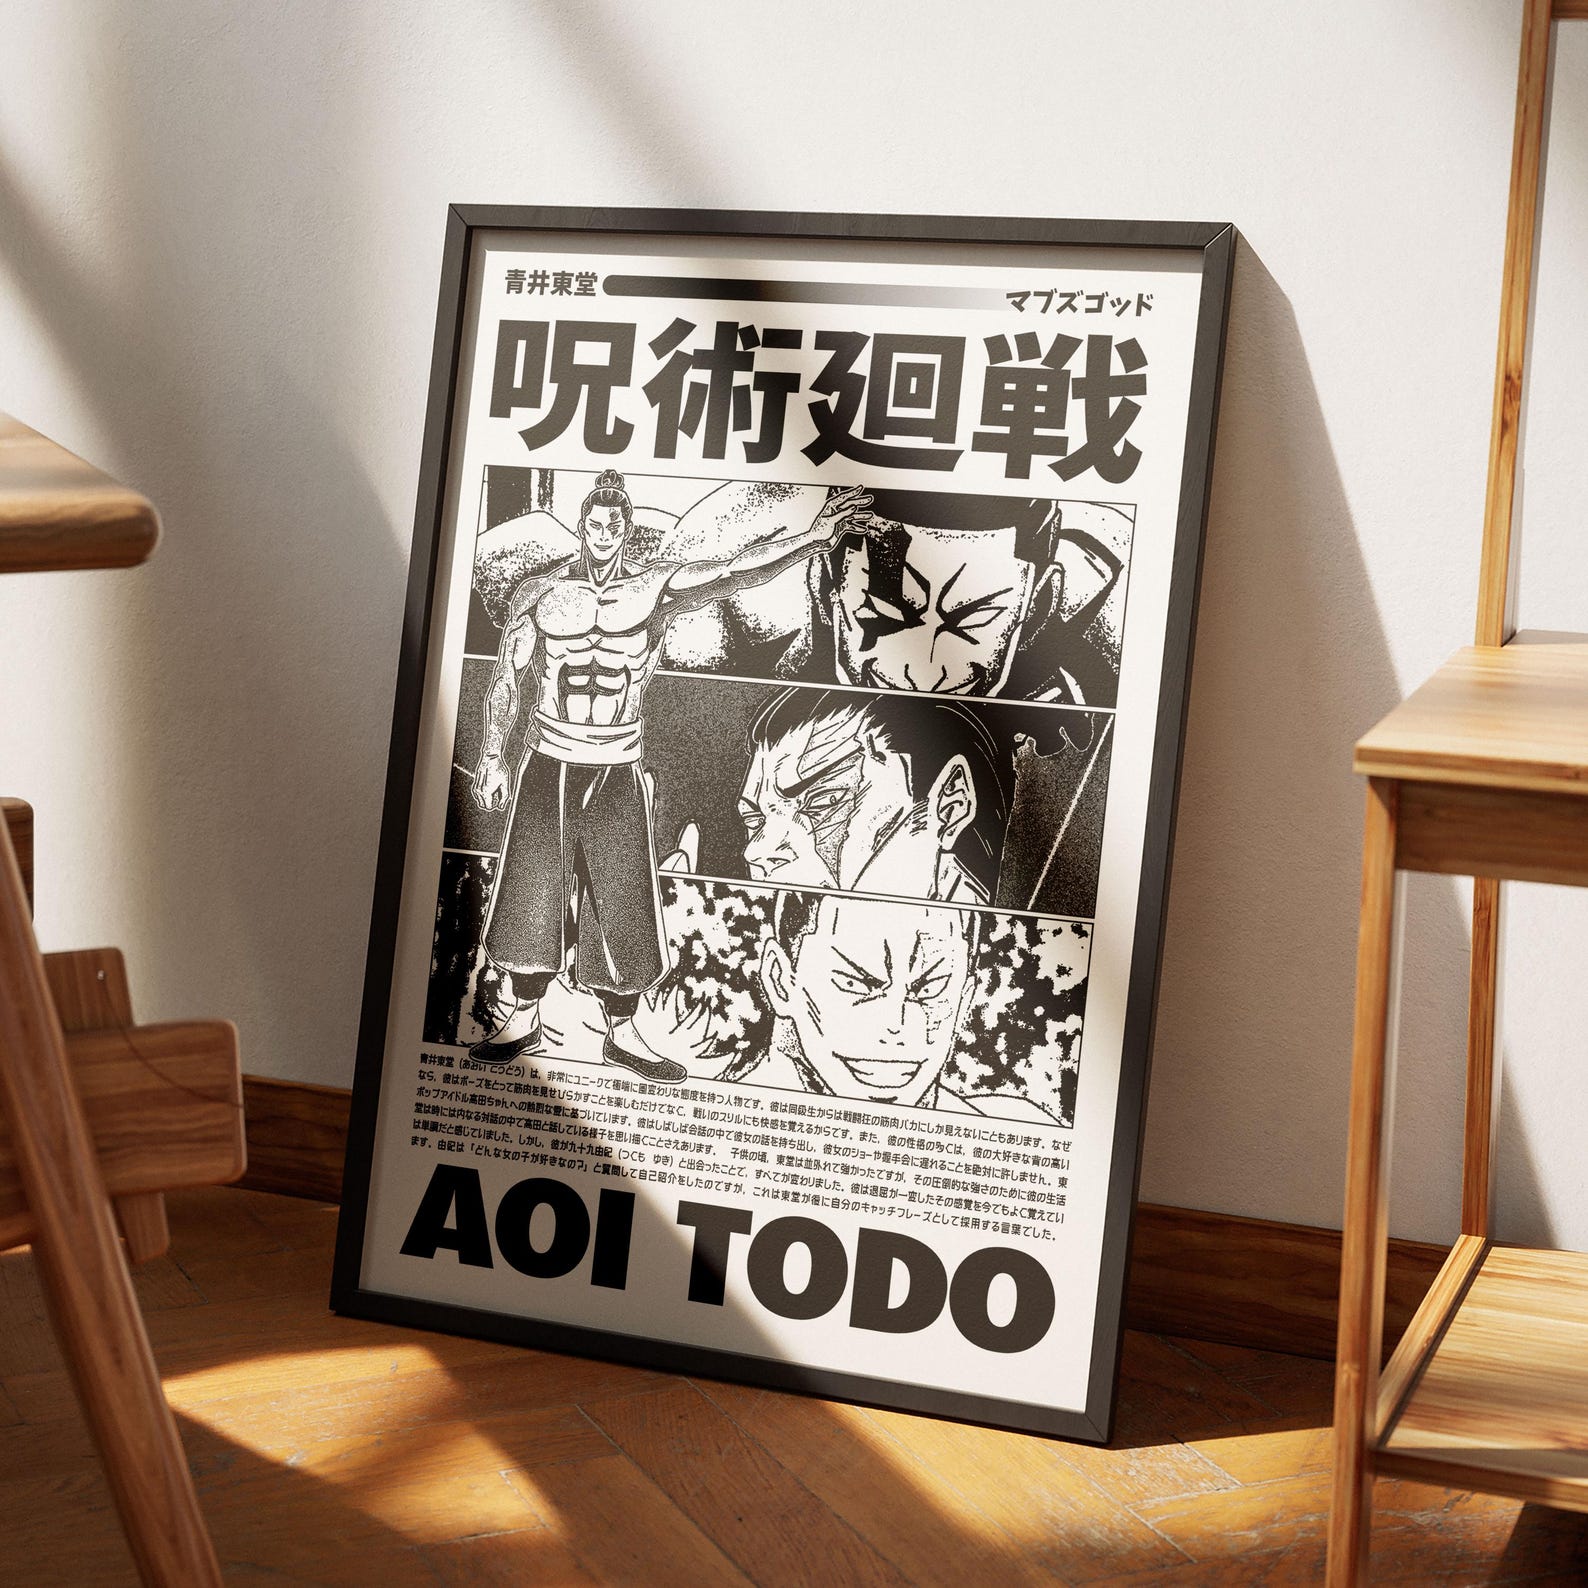 青井東堂
マブズゴッド
呪術廻戦
青井東堂（あおい とうどう）は、非常にユニークで極端に風変わりな態度を持つ人物です。彼は同級生からは戦闘狂の筋肉バカにしか見えないこともあります。なぜ
なら、彼はポーズをとって筋肉を見せびらかすことを楽しむだけでなく、戦いのスリルにも快感を覚えるからです。また、彼の性格の多くは、彼の大好きな背の高い
ポップアイドル高田ちゃんへの熱烈な愛に基づいています。彼はしばしば会話の中で彼女の話を持ち出し、彼女のショーや握手会に遅れることを絶対に許しません。東
堂は時には内なる対話の中で高田と話している様子を思い描くことさえあります。 子供の頃、東堂は並外れて強かったですが、その圧倒的な強さのために彼の生活
は単調だと感じていました。しかし、彼が九十九由紀（つくも ゆき）と出会ったことで、すべてが変わりました。彼は退屈が一変したその感覚を今でもよく覚えてい
ます。由紀は「どんな女の子が好きなの？」と質問して自己紹介をしたのですが、これは東堂が後に自分のキャッチフレーズとして採用する言葉でした。
AOI TODO